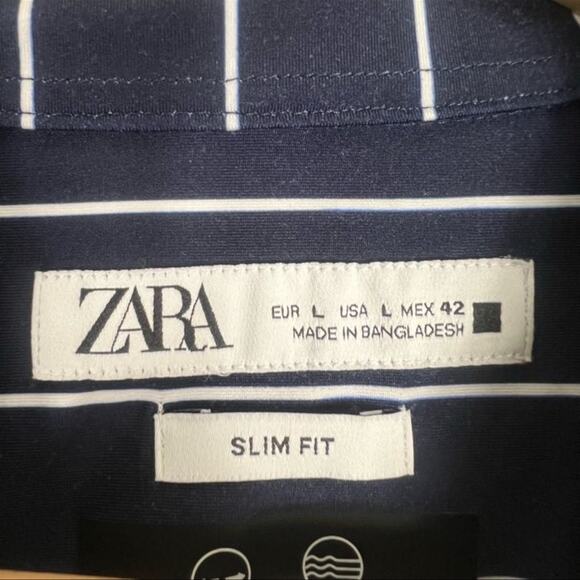 ZARA
EUR L USA L MEX 42
MADE IN BANGLADESH
SLIM FIT